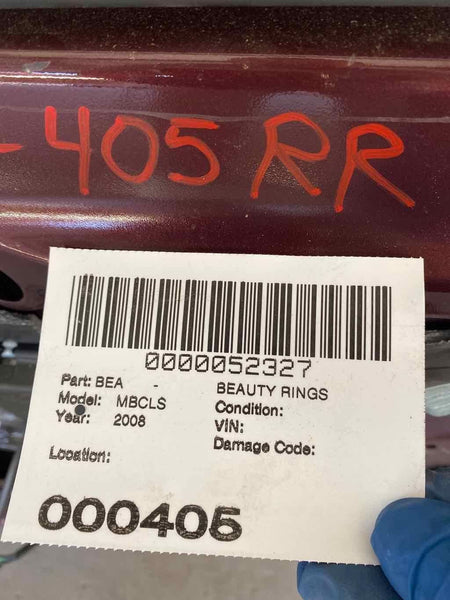 -405 RR
0000052327
Part: BEA - BEAUTY RINGS
Model: MBCLS Condition:
Year: 2008 VIN:
Damage Code:
Location:
000405